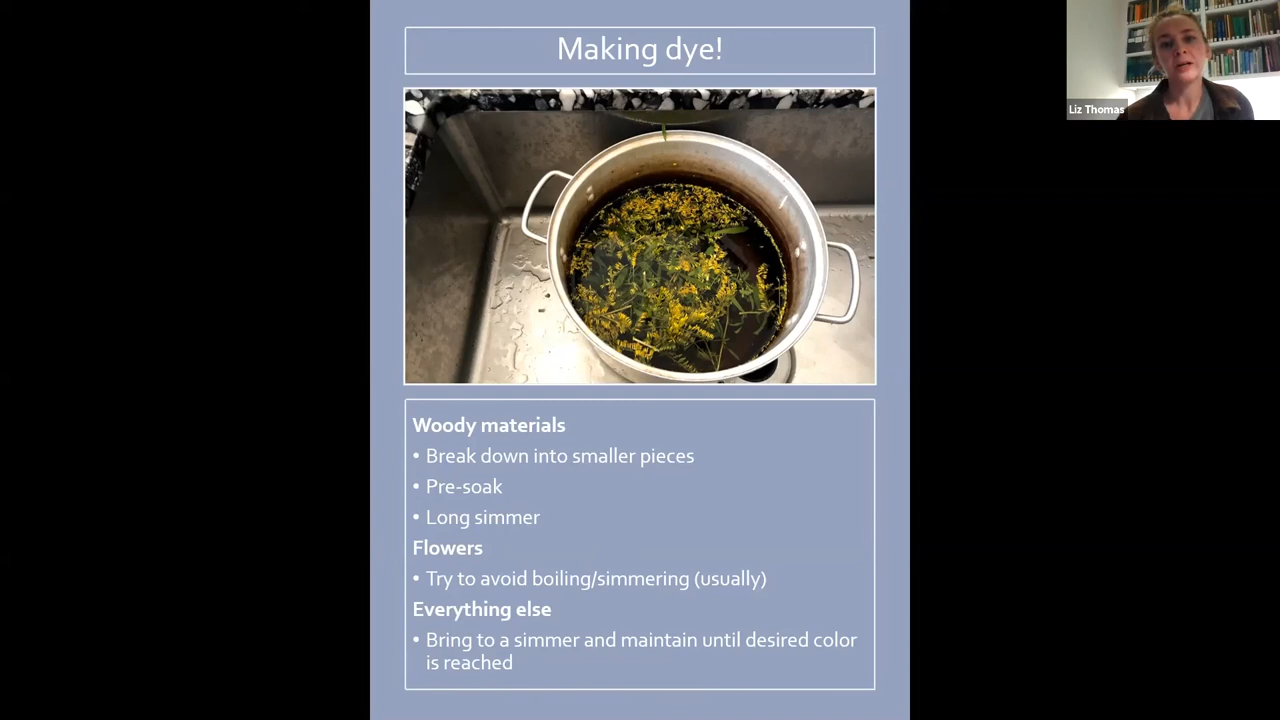 Making dye!
Liz Thomas
Woody materials
• Break down into smaller pieces
• Pre-soak
• Long simmer
Flowers
• Try to avoid boiling/simmering (usually)
Everything else
• Bring to a simmer and maintain until desired color
is reached